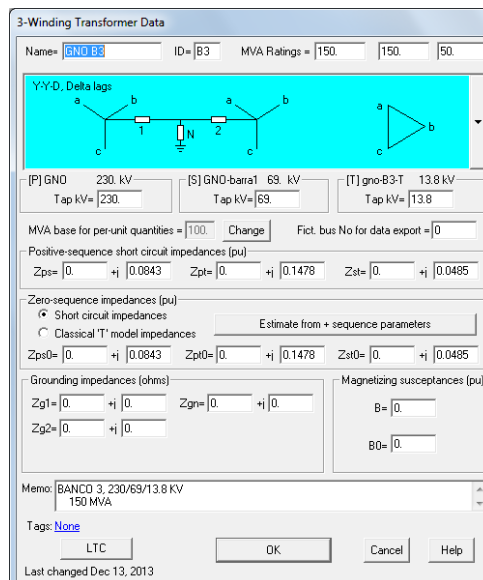 3-Winding Transformer Data
Name= GNO B3 ID= B3 MVA Ratings = 150. 150. 50.
Y-Y-D, Delta lags
a b a b a
1 N 2 b
c c c
[P] GNO 230. kV [S] GNO-barra1 69. kV [T] gno-B3-T 13.8 kV
Tap kV= 230. Tap kV= 69. Tap kV= 13.8
MVA base for per-unit quantities = 100. Change Fict. bus No for data export = 0
Positive-sequence short circuit impedances (pu)
Zps= 0. +j 0.0843 Zpt= 0. +j 0.1478 Zst= 0. +j 0.0485
Zero-sequence impedances (pu)
Short circuit impedances
Classical 'T' model impedances
Estimate from + sequence parameters
Zps0= 0. +j 0.0843 Zpt0= 0. +j 0.1478 Zst0= 0. +j 0.0485
Grounding impedances (ohms) Magnetizing susceptances (pu)
Zg1= 0. +j 0. Zgn= 0. +j 0. B= 0.
Zg2= 0. +j 0.
B0= 0.
Memo: BANCO 3, 230/69/13.8 KV
150 MVA
Tags: None
LTC OK Cancel Help
Last changed Dec 13, 2013